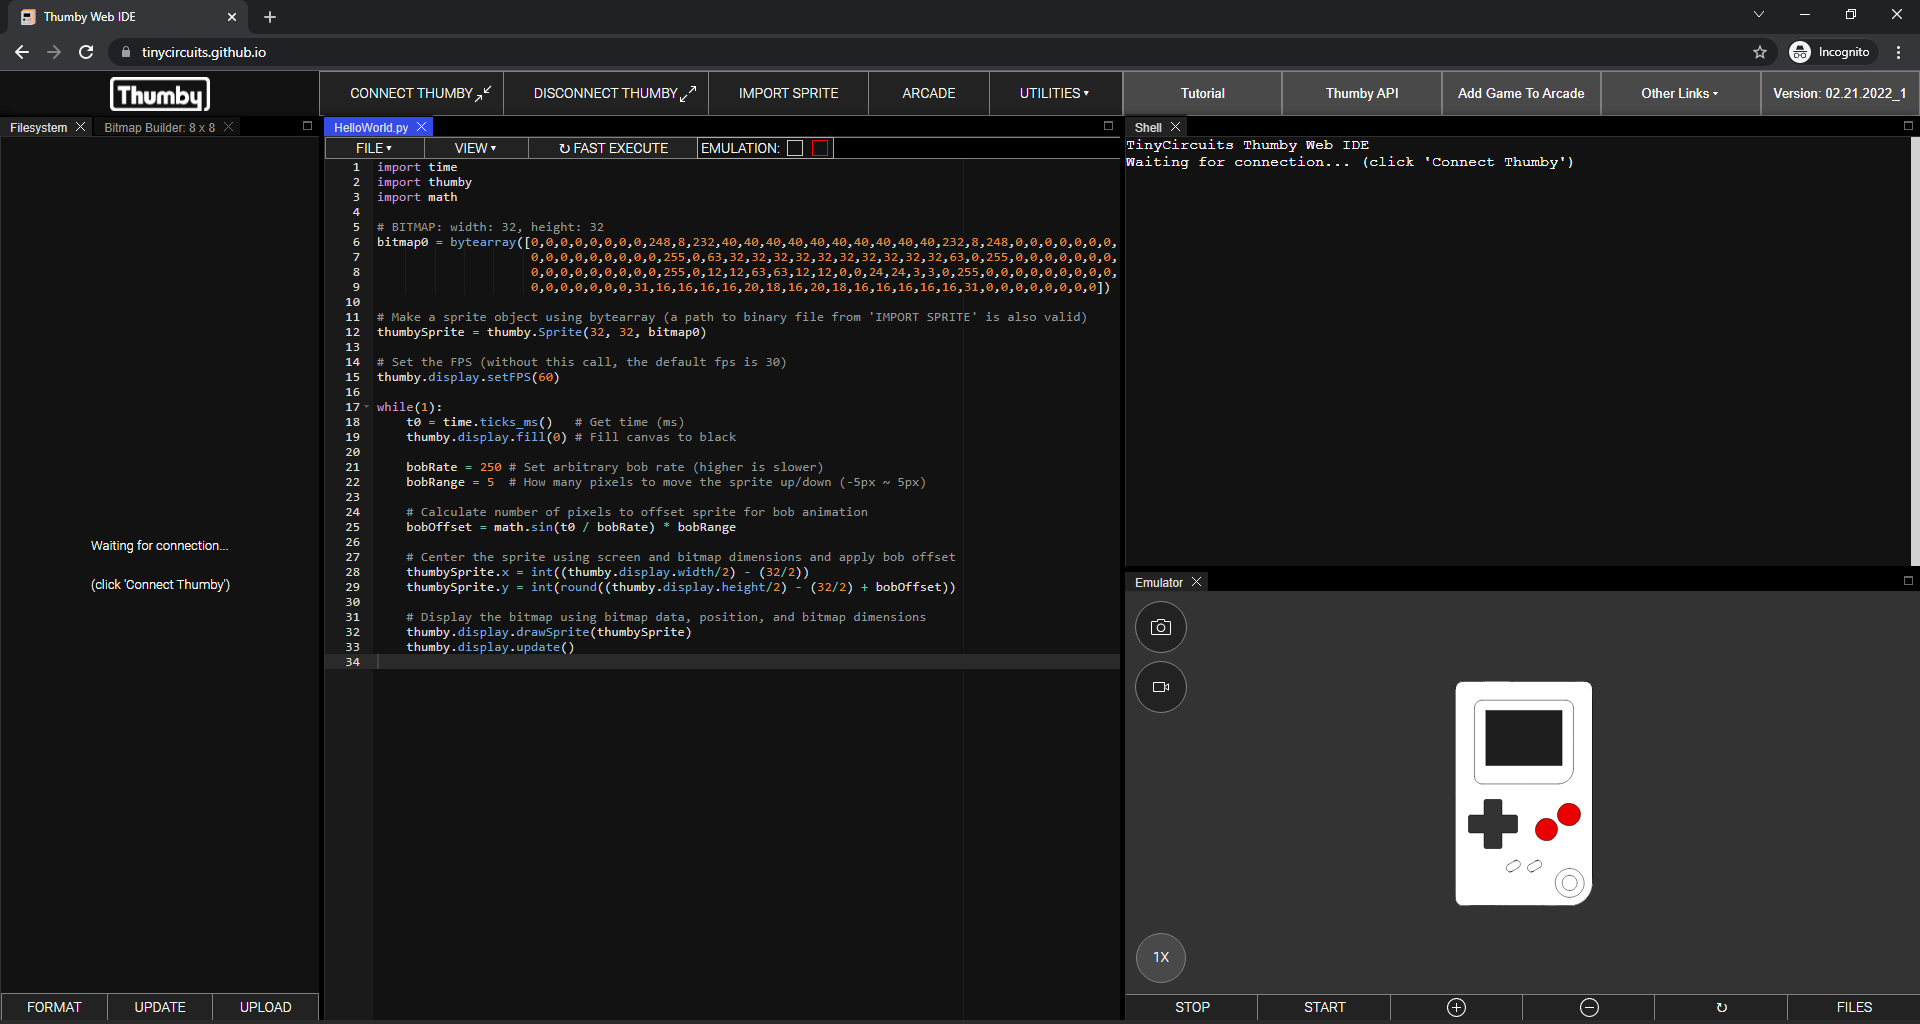 Thumby Web IDE
tinycircuits.github.io
Incognito
Thumby
CONNECT THUMBY
DISCONNECT THUMBY
IMPORT SPRITE
ARCADE
UTILITIES
Tutorial
Thumby API
Add Game To Arcade
Other Links
Version: 02.21.2022_1
Filesystem
Bitmap Builder: 8 x 8
Waiting for connection...
(click 'Connect Thumby')
FORMAT
UPDATE
UPLOAD
HelloWorld.py
FILE
VIEW
↻ FAST EXECUTE
EMULATION:
1 import time
2 import thumby
3 import math
4
5 # BITMAP: width: 32, height: 32
6 bitmap0 = bytearray([0,0,0,0,0,0,0,0,248,8,232,40,40,40,40,40,40,40,40,40,40,232,8,248,0,0,0,0,0,0,0,
7 0,0,0,0,0,0,0,0,0,255,0,63,32,32,32,32,32,32,32,32,32,32,63,0,255,0,0,0,0,0,0,0,
8 0,0,0,0,0,0,0,0,0,255,0,12,12,63,63,12,12,0,0,24,24,3,3,0,255,0,0,0,0,0,0,0,0,0,
9 0,0,0,0,0,0,0,31,16,16,16,16,20,18,16,20,18,16,16,16,16,16,31,0,0,0,0,0,0,0,0])
10
11 # Make a sprite object using bytearray (a path to binary file from 'IMPORT SPRITE' is also valid)
12 thumbySprite = thumby.Sprite(32, 32, bitmap0)
13
14 # Set the FPS (without this call, the default fps is 30)
15 thumby.display.setFPS(60)
16
17 while(1):
18 t0 = time.ticks_ms()   # Get time (ms)
19 thumby.display.fill(0) # Fill canvas to black
20
21 bobRate = 250 # Set arbitrary bob rate (higher is slower)
22 bobRange = 5  # How many pixels to move the sprite up/down (-5px ~ 5px)
23
24 # Calculate number of pixels to offset sprite for bob animation
25 bobOffset = math.sin(t0 / bobRate) * bobRange
26
27 # Center the sprite using screen and bitmap dimensions and apply bob offset
28 thumbySprite.x = int((thumby.display.width/2) - (32/2))
29 thumbySprite.y = int(round((thumby.display.height/2) - (32/2) + bobOffset))
30
31 # Display the bitmap using bitmap data, position, and bitmap dimensions
32 thumby.display.drawSprite(thumbySprite)
33 thumby.display.update()
34
Shell
TinyCircuits Thumby Web IDE
Waiting for connection... (click 'Connect Thumby')
Emulator
1X
STOP
START
↻
FILES